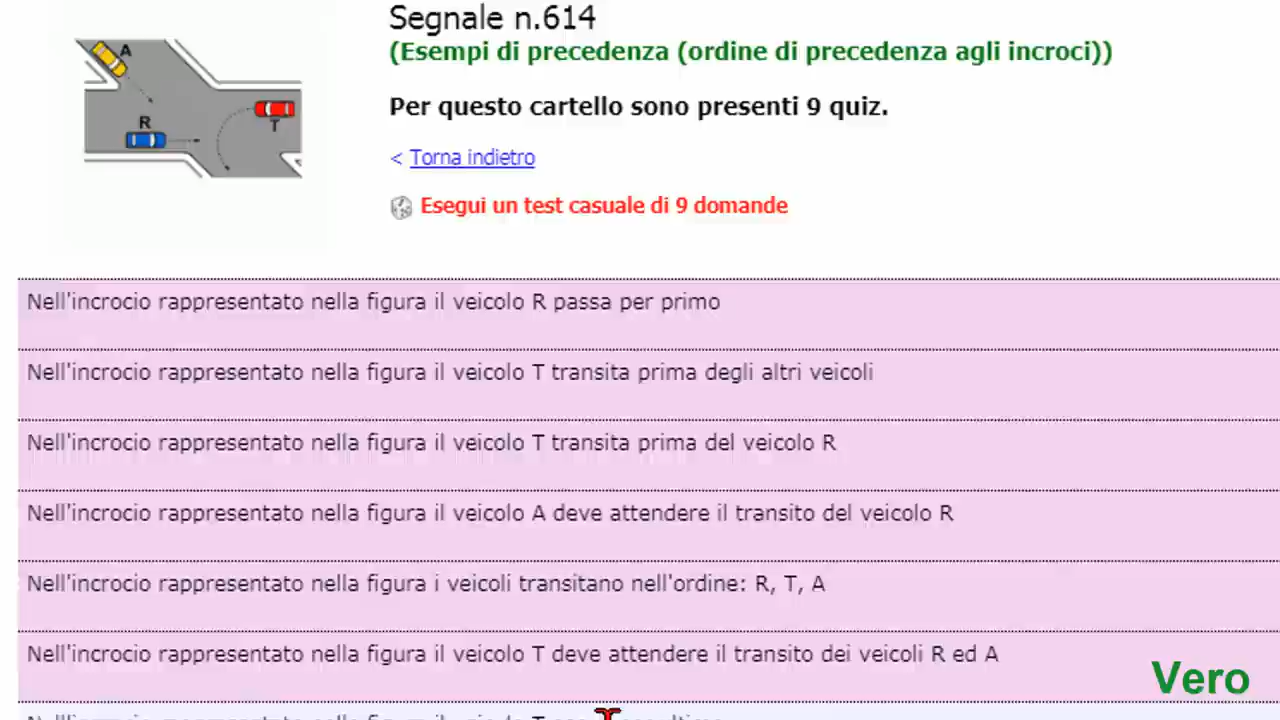 Segnale n.614
(Esempi di precedenza (ordine di precedenza agli incroci))
Per questo cartello sono presenti 9 quiz.
< Torna indietro
Esegui un test casuale di 9 domande
A
R
T
Nell'incrocio rappresentato nella figura il veicolo R passa per primo
Nell'incrocio rappresentato nella figura il veicolo T transita prima degli altri veicoli
Nell'incrocio rappresentato nella figura il veicolo T transita prima del veicolo R
Nell'incrocio rappresentato nella figura il veicolo A deve attendere il transito del veicolo R
Nell'incrocio rappresentato nella figura i veicoli transitano nell'ordine: R, T, A
Nell'incrocio rappresentato nella figura il veicolo T deve attendere il transito dei veicoli R ed A
Vero